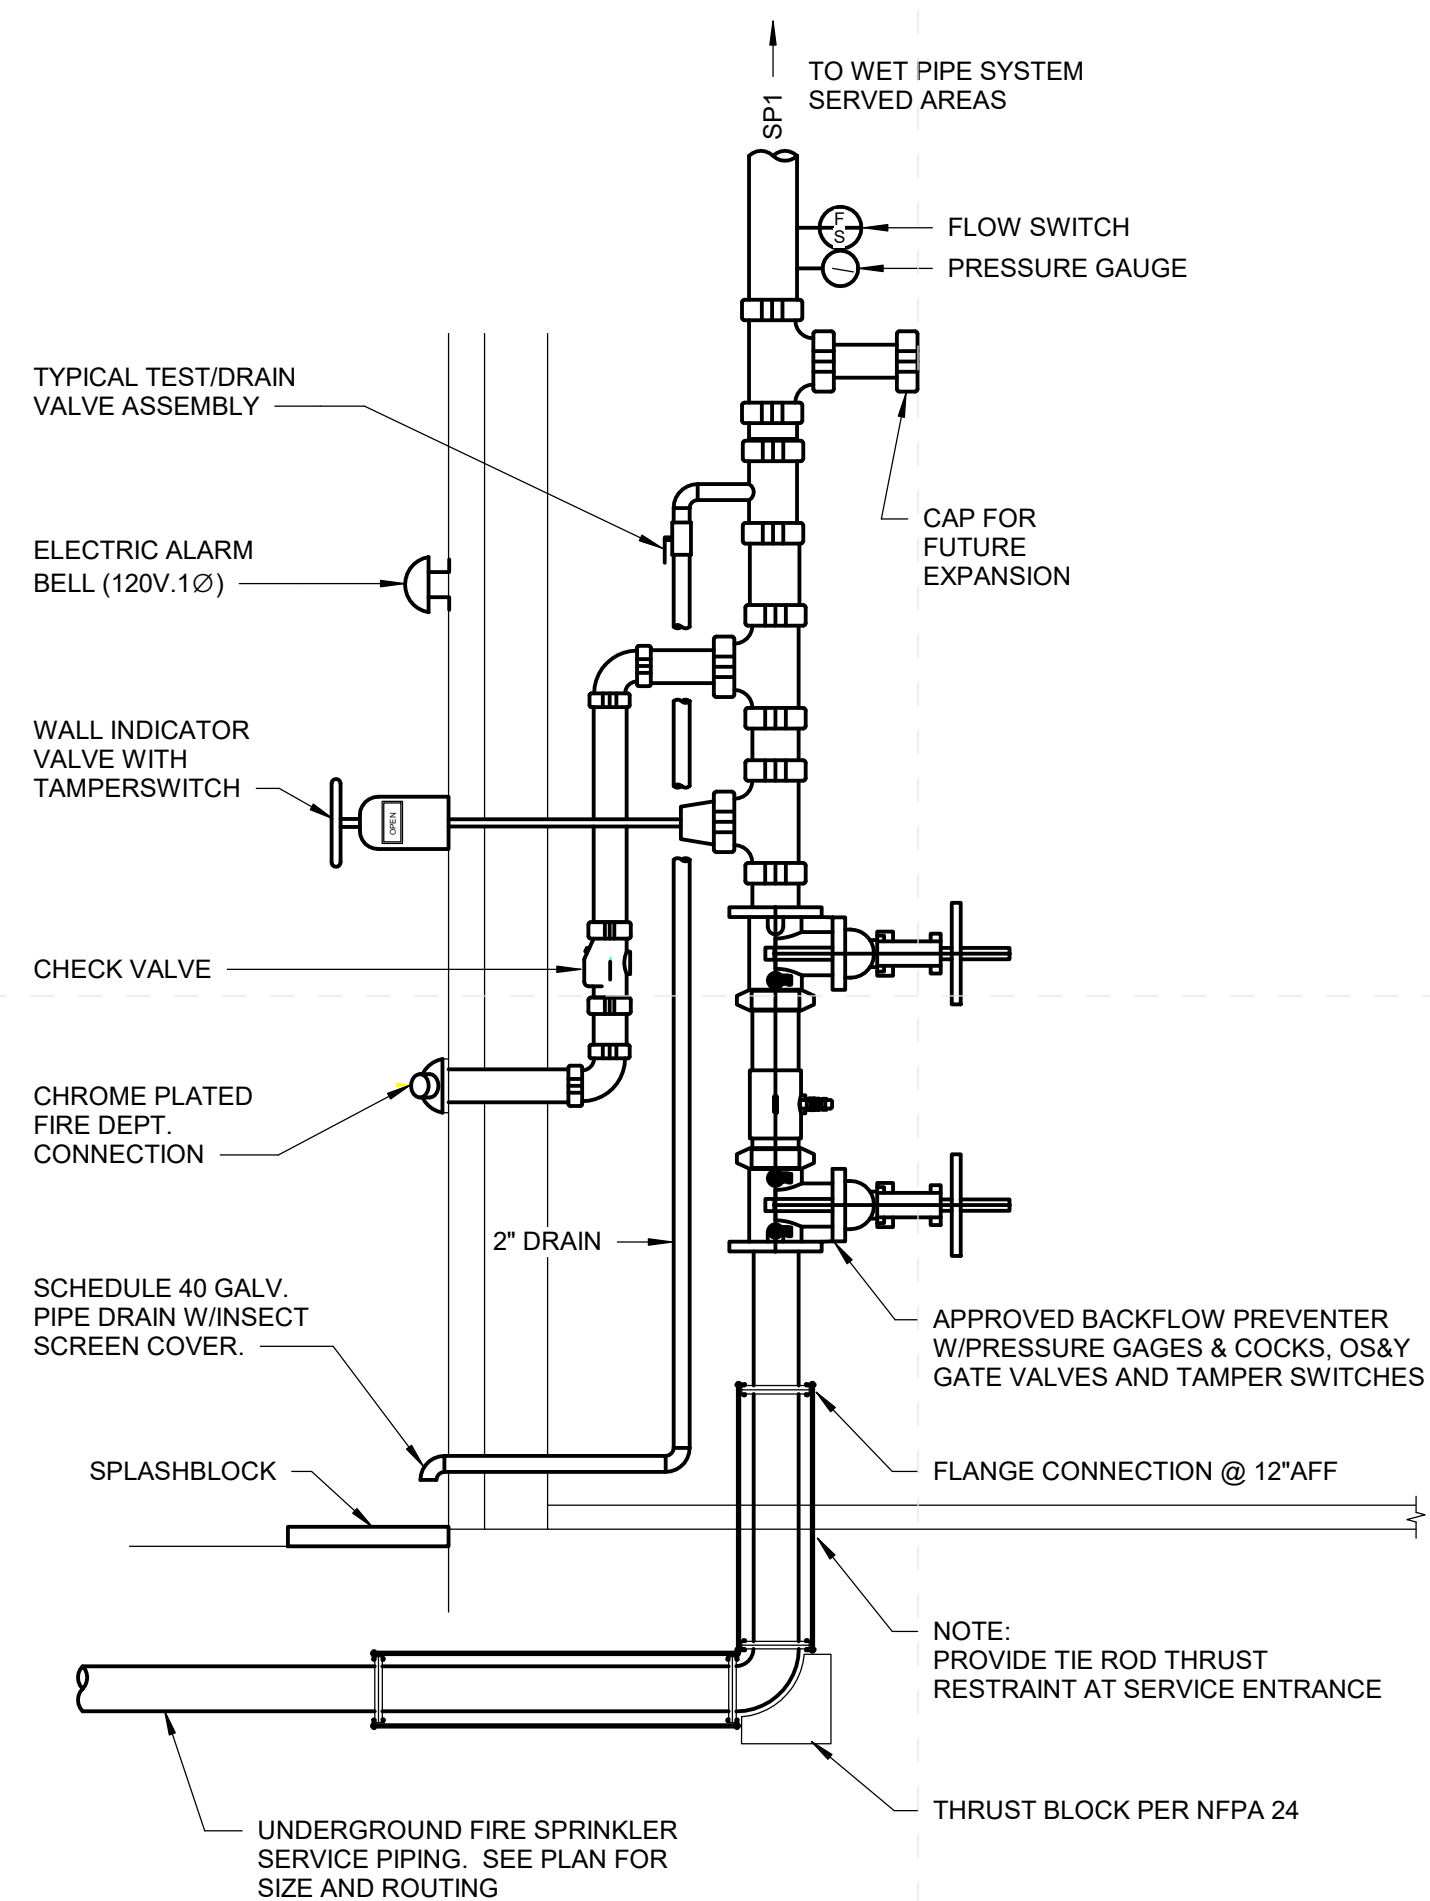 TO WET PIPE SYSTEM
SERVED AREAS
SP1
F
S
FLOW SWITCH
PRESSURE GAUGE
TYPICAL TEST/DRAIN
VALVE ASSEMBLY
CAP FOR
FUTURE
EXPANSION
ELECTRIC ALARM
BELL (120V.1Ø)
WALL INDICATOR
VALVE WITH
TAMPERSWITCH
OPEN
CHECK VALVE
CHROME PLATED
FIRE DEPT.
CONNECTION
2" DRAIN
SCHEDULE 40 GALV.
PIPE DRAIN W/INSECT
SCREEN COVER.
APPROVED BACKFLOW PREVENTER
W/PRESSURE GAGES & COCKS, OS&Y
GATE VALVES AND TAMPER SWITCHES
SPLASHBLOCK
FLANGE CONNECTION @ 12"AFF
NOTE:
PROVIDE TIE ROD THRUST
RESTRAINT AT SERVICE ENTRANCE
THRUST BLOCK PER NFPA 24
UNDERGROUND FIRE SPRINKLER
SERVICE PIPING.  SEE PLAN FOR
SIZE AND ROUTING